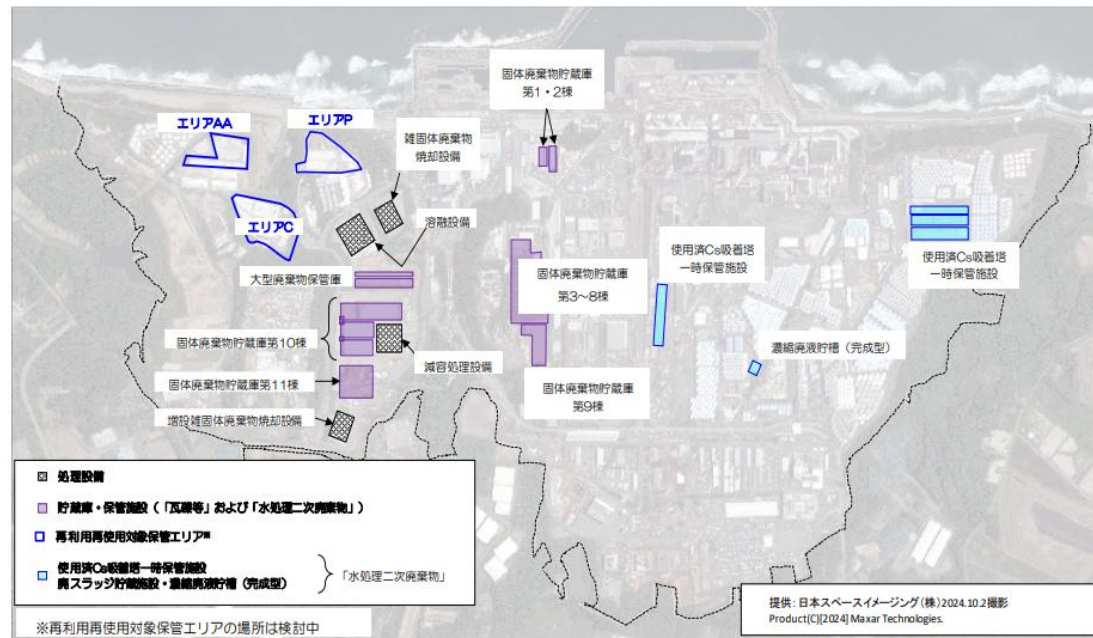 固体廃棄物貯蔵庫
第1・2棟
エリアAA
エリアP
雑固体廃棄物
焼却設備
エリアC
溶融設備
使用済Cs吸着塔
一時保管施設
使用済Cs吸着塔
一時保管施設
大型廃棄物保管庫
固体廃棄物貯蔵庫
第3～8棟
固体廃棄物貯蔵庫第10棟
減容処理設備
濃縮廃液貯槽（完成型）
固体廃棄物貯蔵庫第11棟
固体廃棄物貯蔵庫
第9棟
増設雑固体廃棄物焼却設備
処理設備
貯蔵庫・保管施設（「瓦礫等」および「水処理二次廃棄物」）
再利用再使用対象保管エリア※
使用済Cs吸着塔一時保管施設
廃スラッジ貯蔵施設・濃縮廃液貯槽（完成型）
「水処理二次廃棄物」
※再利用再使用対象保管エリアの場所は検討中
提供：日本スペースイメージング（株）2024.10.2撮影
Product(C)[2024] Maxar Technologies.